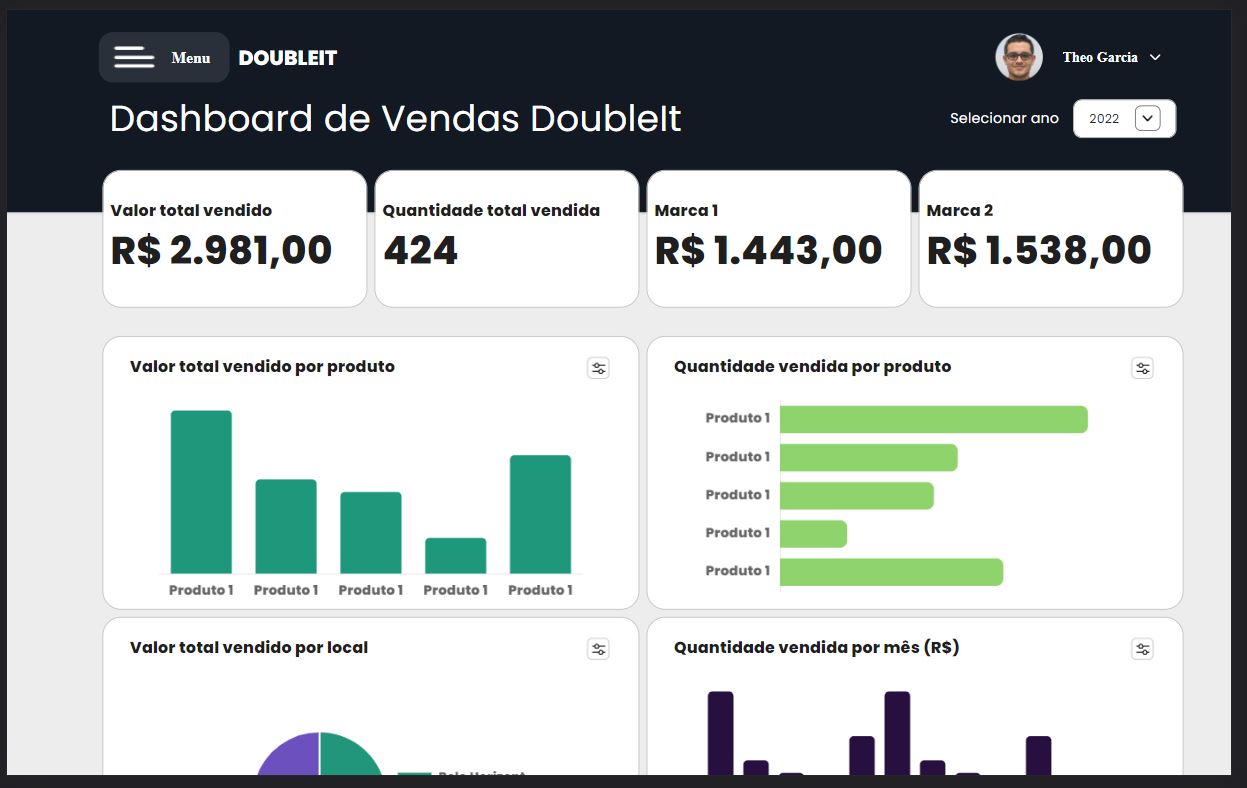 Menu
DOUBLEIT
Theo Garcia
Dashboard de Vendas DoubleIt
Selecionar ano
2022
Valor total vendido
R$ 2.981,00
Quantidade total vendida
424
Marca 1
R$ 1.443,00
Marca 2
R$ 1.538,00
Valor total vendido por produto
Produto 1
Produto 1
Produto 1
Produto 1
Produto 1
Quantidade vendida por produto
Produto 1
Produto 1
Produto 1
Produto 1
Produto 1
Valor total vendido por local
Quantidade vendida por mês (R$)